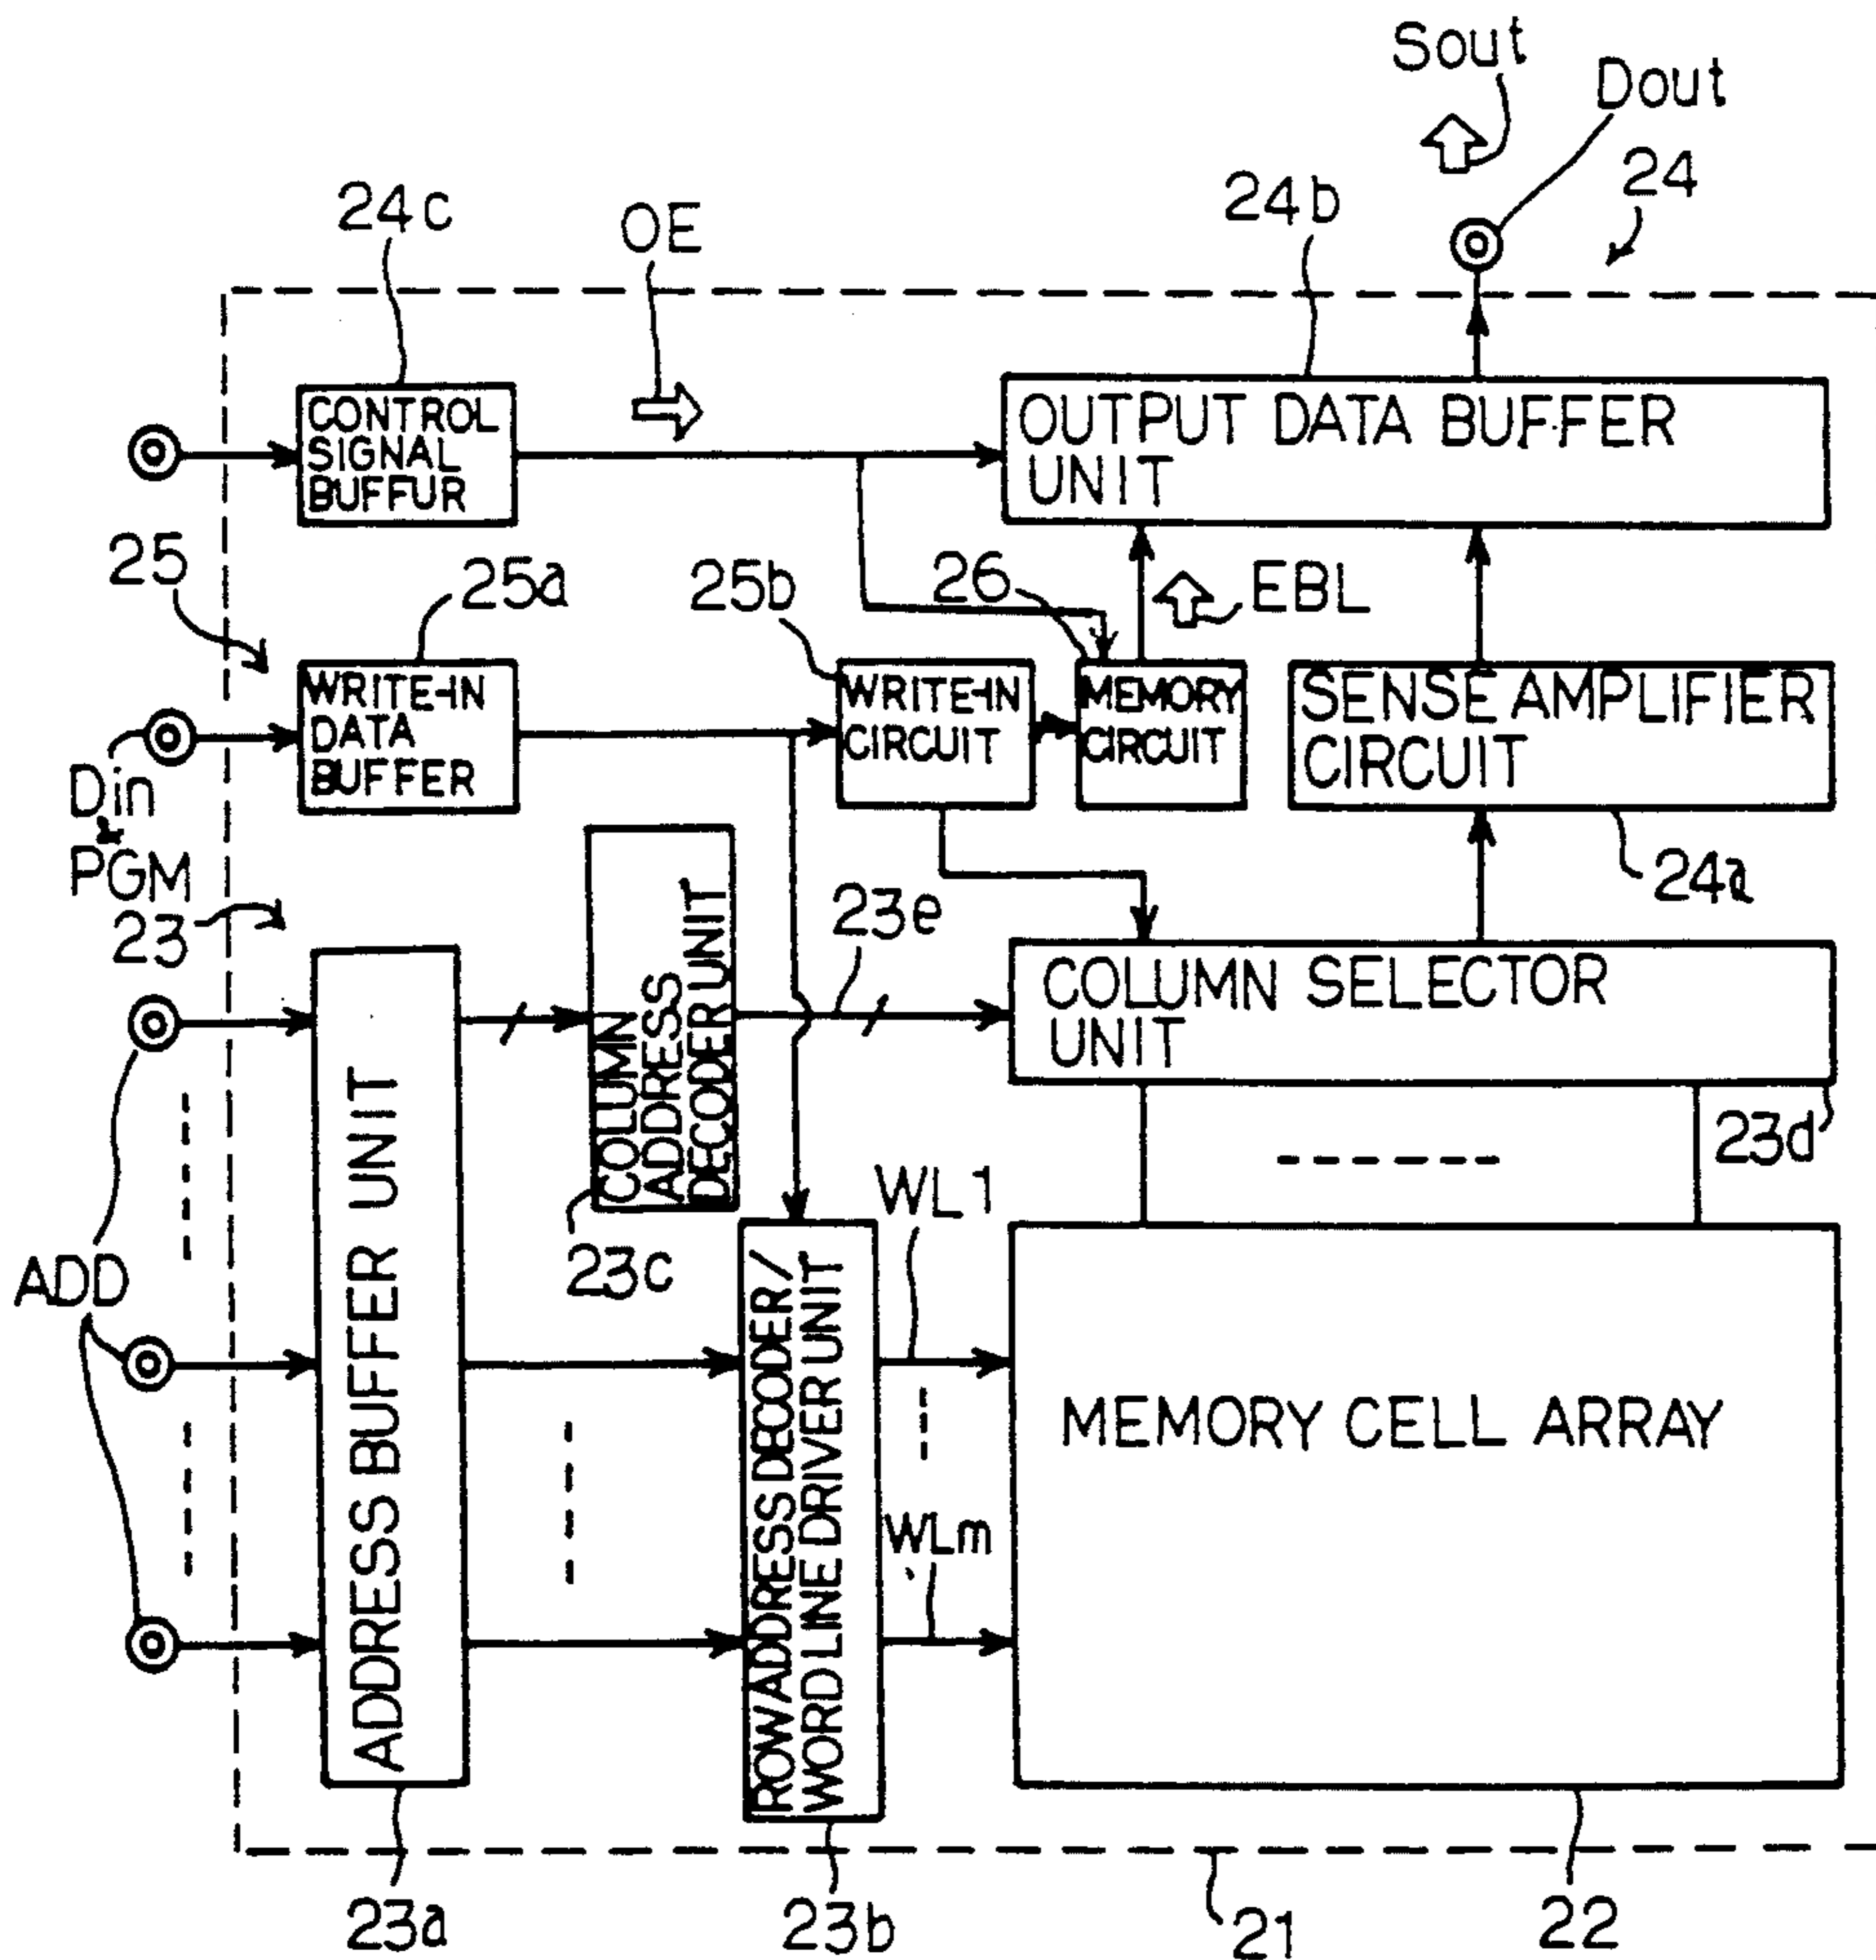 Sout
Dout
24
24c
OE
24b
CONTROL
SIGNAL
BUFFUR
OUTPUT DATA BUFFER
UNIT
25
25a
25b
26
EBL
WRITE-IN
DATA
BUFFER
WRITE-IN
CIRCUIT
MEMORY
CIRCUIT
SENSE AMPLIFIER
CIRCUIT
Din
&
PGM
24a
23
23e
COLUMN
ADDRESS
DECODER UNIT
COLUMN SELECTOR
UNIT
23d
23c
WL1
ADD
ADDRESS BUFFER UNIT
ROW ADDRESS DECODER/
WORD LINE DRIVER UNIT
MEMORY CELL ARRAY
WLm
23a
23b
21
22